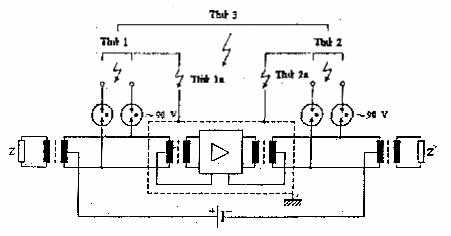 Thử 3
Thử 1
Thử 2
Thử 1a
Thử 2a
~90 V
~90 V
Z
Z